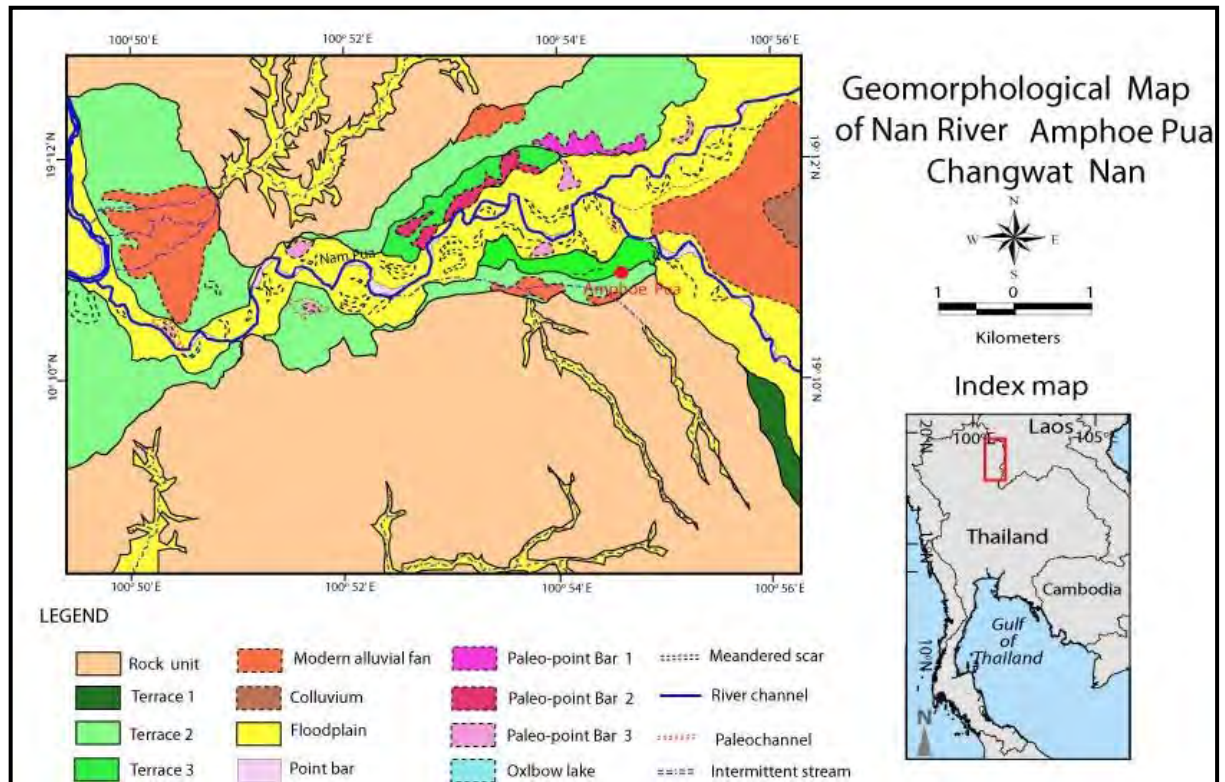 100° 50' E
100° 52' E
100° 54' E
100° 56' E
19° 12'N
19° 12'N
10° 10'N
19° 10'N
Nam Pua
Amphoe Pua
100° 50' E
100° 52' E
100° 54' E
100° 56' E
Geomorphological Map
of Nan River Amphoe Pua
Changwat Nan
N
W
E
S
1
0
1
Kilometers
Index map
20°N
100°E
Laos
105°E
15°N
Thailand
Cambodia
Gulf
of
Thailand
10°N
N
LEGEND
Rock unit
Terrace 1
Terrace 2
Terrace 3
Modern alluvial fan
Colluvium
Floodplain
Point bar
Paleo-point Bar 1
Paleo-point Bar 2
Paleo-point Bar 3
Oxlbow lake
Meandered scar
River channel
Paleochannel
Intermittent stream